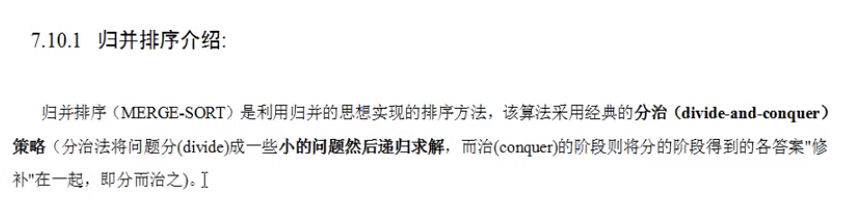 7.10.1 归并排序介绍:
归并排序（MERGE-SORT）是利用归并的思想实现的排序方法，该算法采用经典的分治（divide-and-conquer）
策略（分治法将问题分(divide)成一些小的问题然后递归求解，而治(conquer)的阶段则将分的阶段得到的各答案"修
补"在一起，即分而治之)。